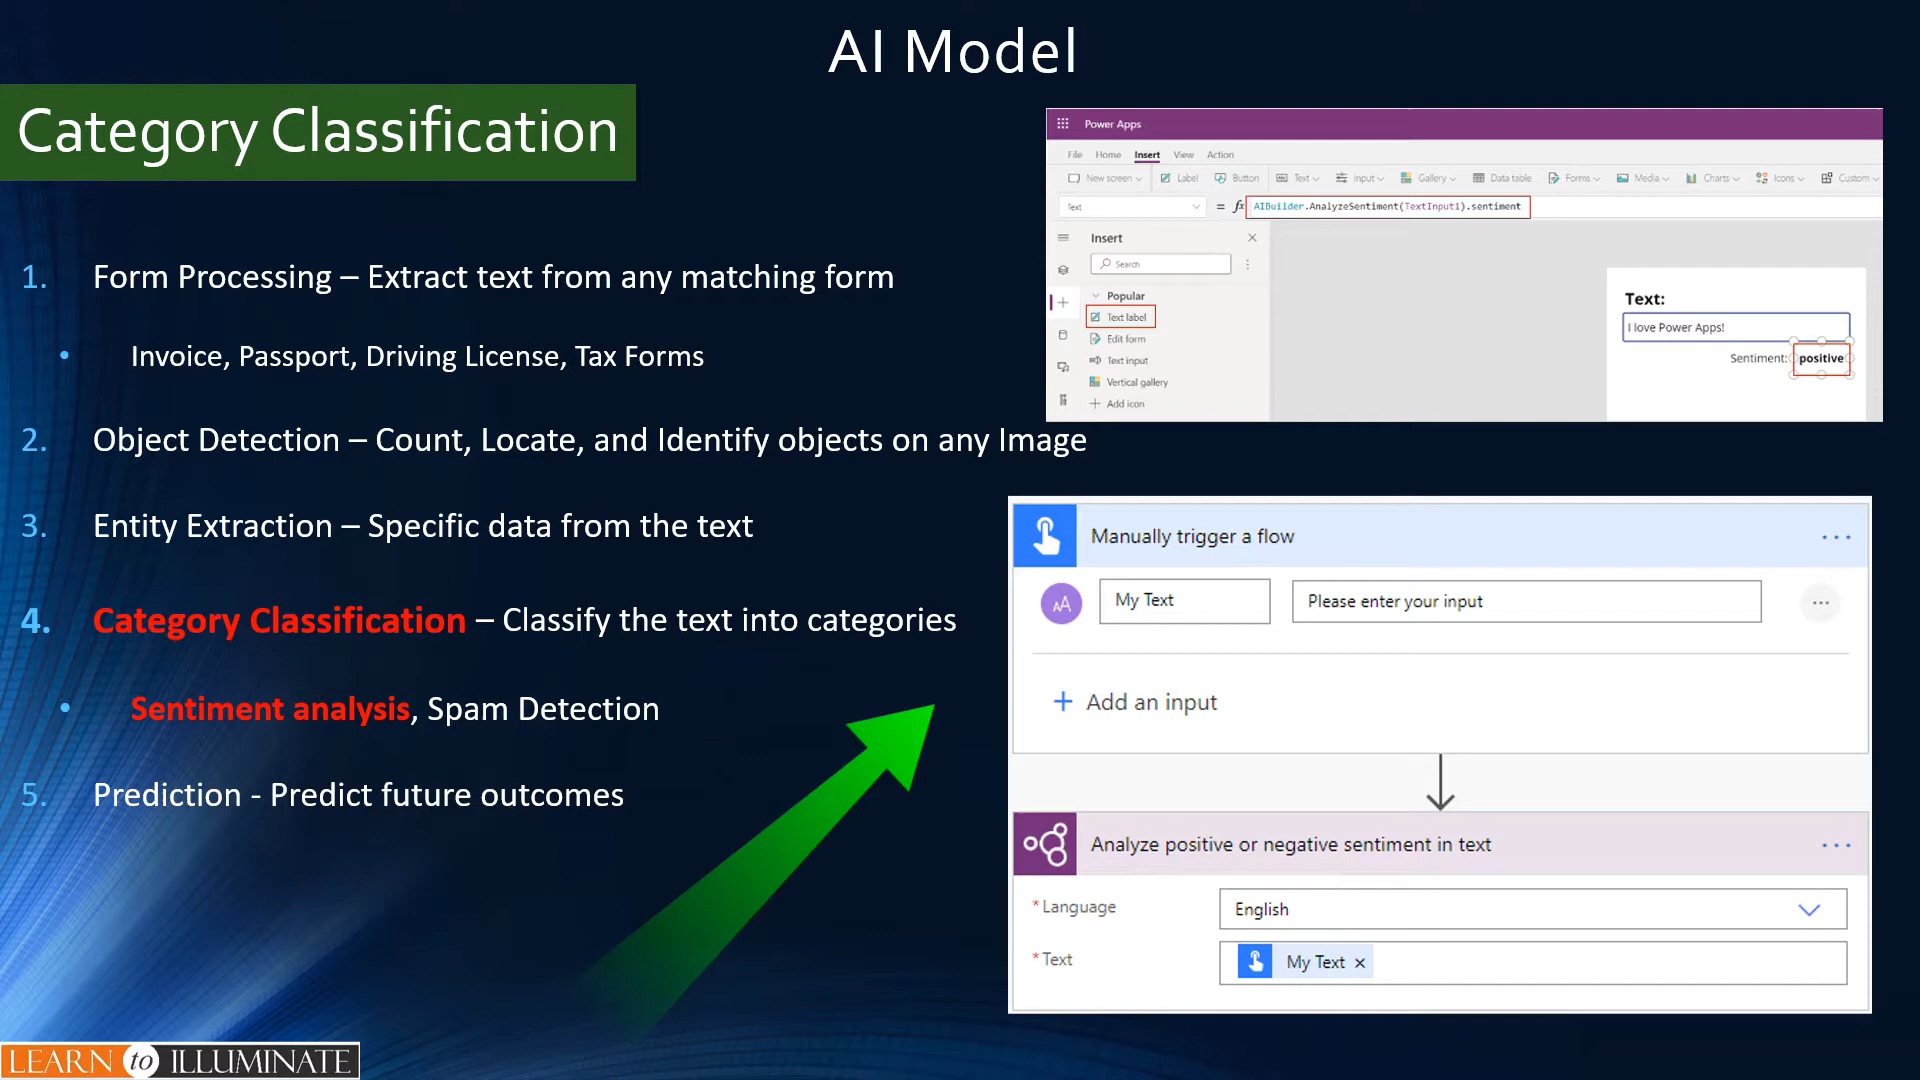 AI Model
Category Classification
1. Form Processing – Extract text from any matching form
• Invoice, Passport, Driving License, Tax Forms
2. Object Detection – Count, Locate, and Identify objects on any Image
3. Entity Extraction – Specific data from the text
4. Category Classification – Classify the text into categories
• Sentiment analysis, Spam Detection
5. Prediction - Predict future outcomes
Power Apps
File Home Insert View Action
New screen Label Button Text Input Gallery Data table Forms Media Charts Icons Custom
Text = fx AIBuilder.AnalyzeSentiment(TextInput1).sentiment
Insert
Search
Popular
Text label
Edit form
Text input
Vertical gallery
Add icon
Text:
I love Power Apps!
Sentiment: positive
Manually trigger a flow
AA My Text Please enter your input
+ Add an input
Analyze positive or negative sentiment in text
* Language English
* Text My Text ×
LEARN to ILLUMINATE